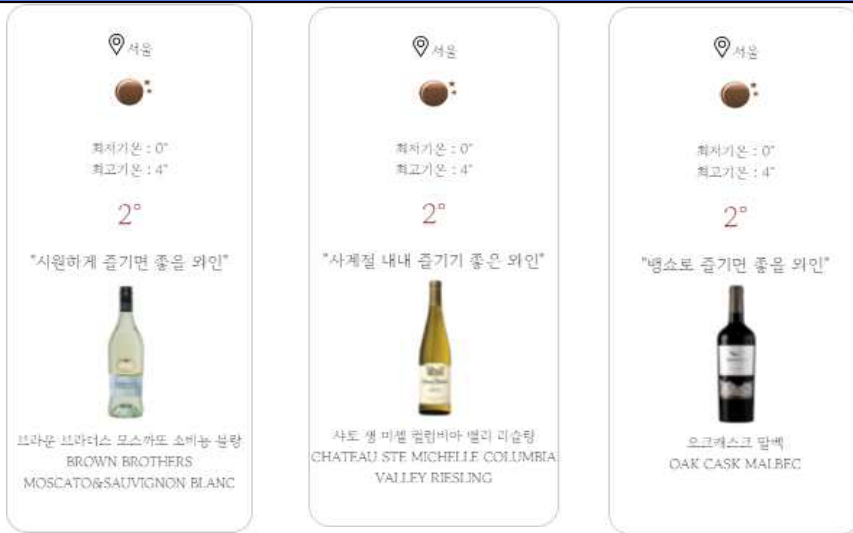 서울
최저기온 : 0°
최고기온 : 4°
2°
"시원하게 즐기면 좋을 와인"
브라운 브라더스 모스까또 소비뇽 블랑
BROWN BROTHERS
MOSCATO&SAUVIGNON BLANC
서울
최저기온 : 0°
최고기온 : 4°
2°
"사계절 내내 즐기기 좋은 와인"
샤또 생 미셸 컬럼비아 밸리 리슬링
CHATEAU STE MICHELLE COLUMBIA
VALLEY RIESLING
서울
최저기온 : 0°
최고기온 : 4°
2°
"뱅쇼로 즐기면 좋을 와인"
오크캐스크 말벡
OAK CASK MALBEC